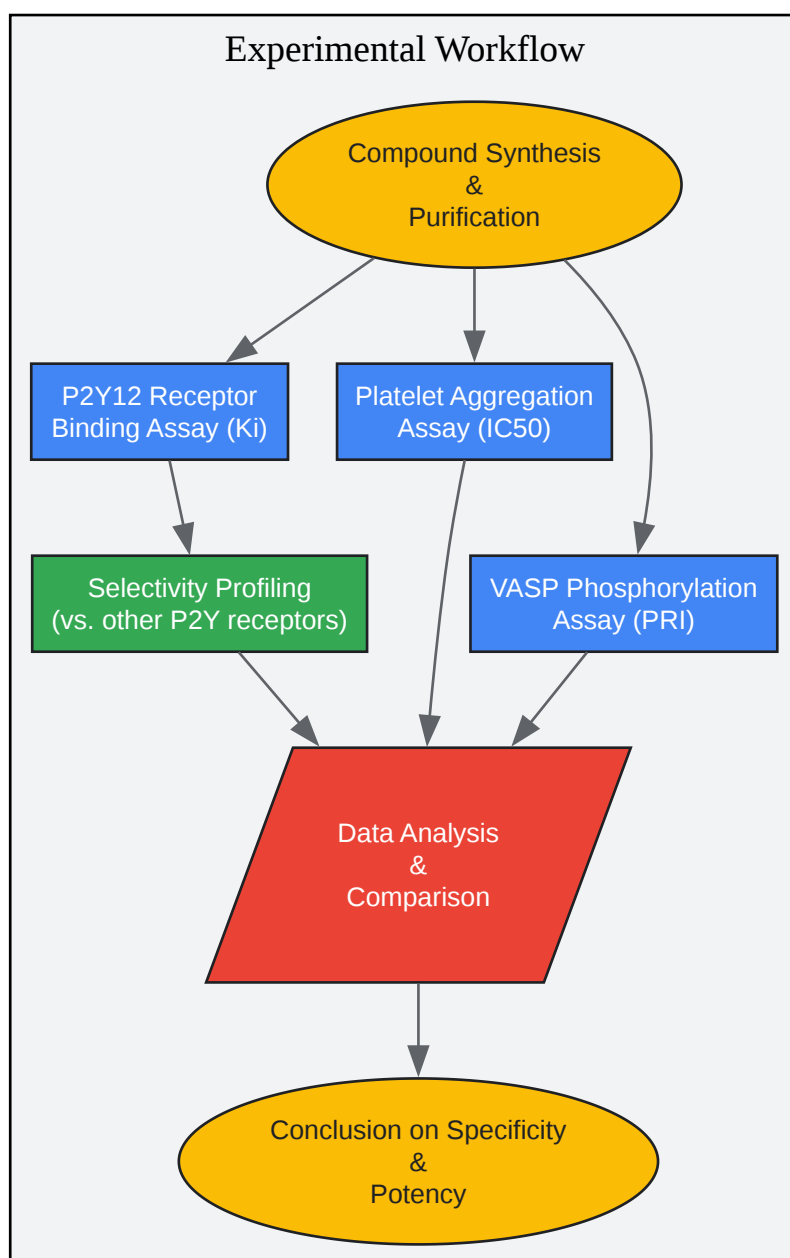 Experimental Workflow
Compound Synthesis
&
Purification
P2Y12 Receptor
Binding Assay (Ki)
Platelet Aggregation
Assay (IC50)
Selectivity Profiling
(vs. other P2Y receptors)
VASP Phosphorylation
Assay (PRI)
Data Analysis
&
Comparison
Conclusion on Specificity
&
Potency